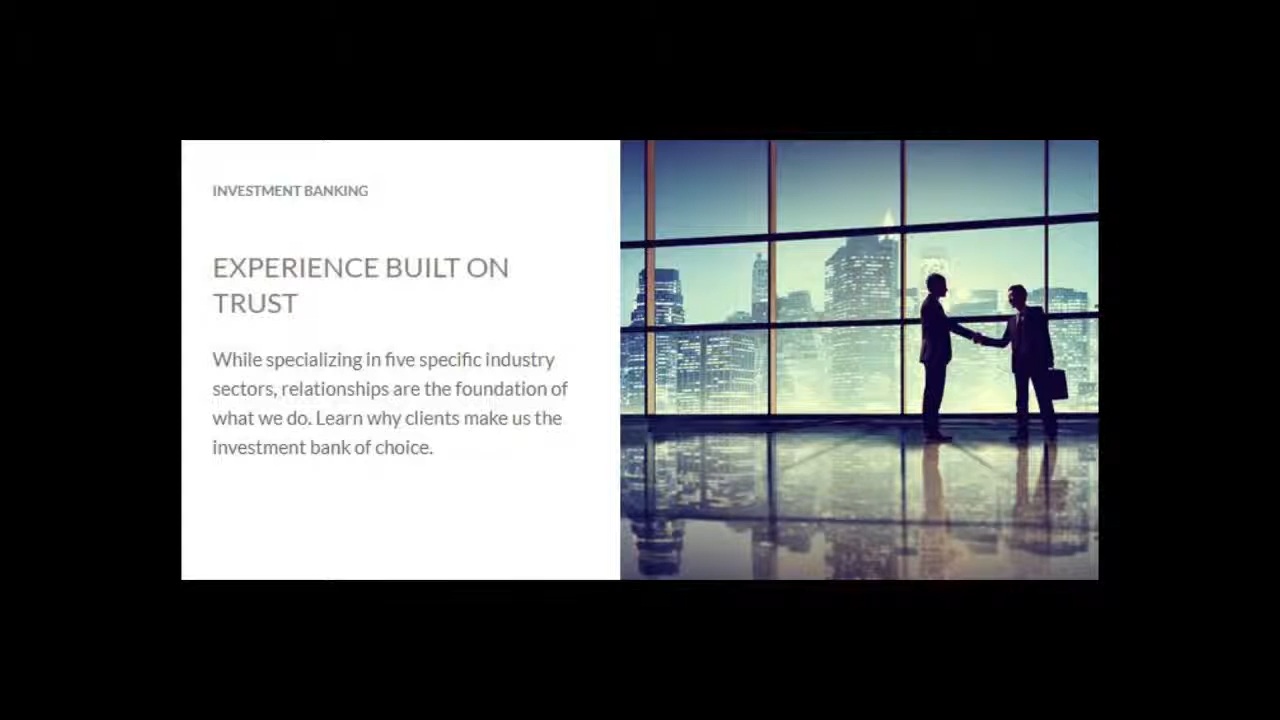 INVESTMENT BANKING
EXPERIENCE BUILT ON
TRUST
While specializing in five specific industry
sectors, relationships are the foundation of
what we do. Learn why clients make us the
investment bank of choice.